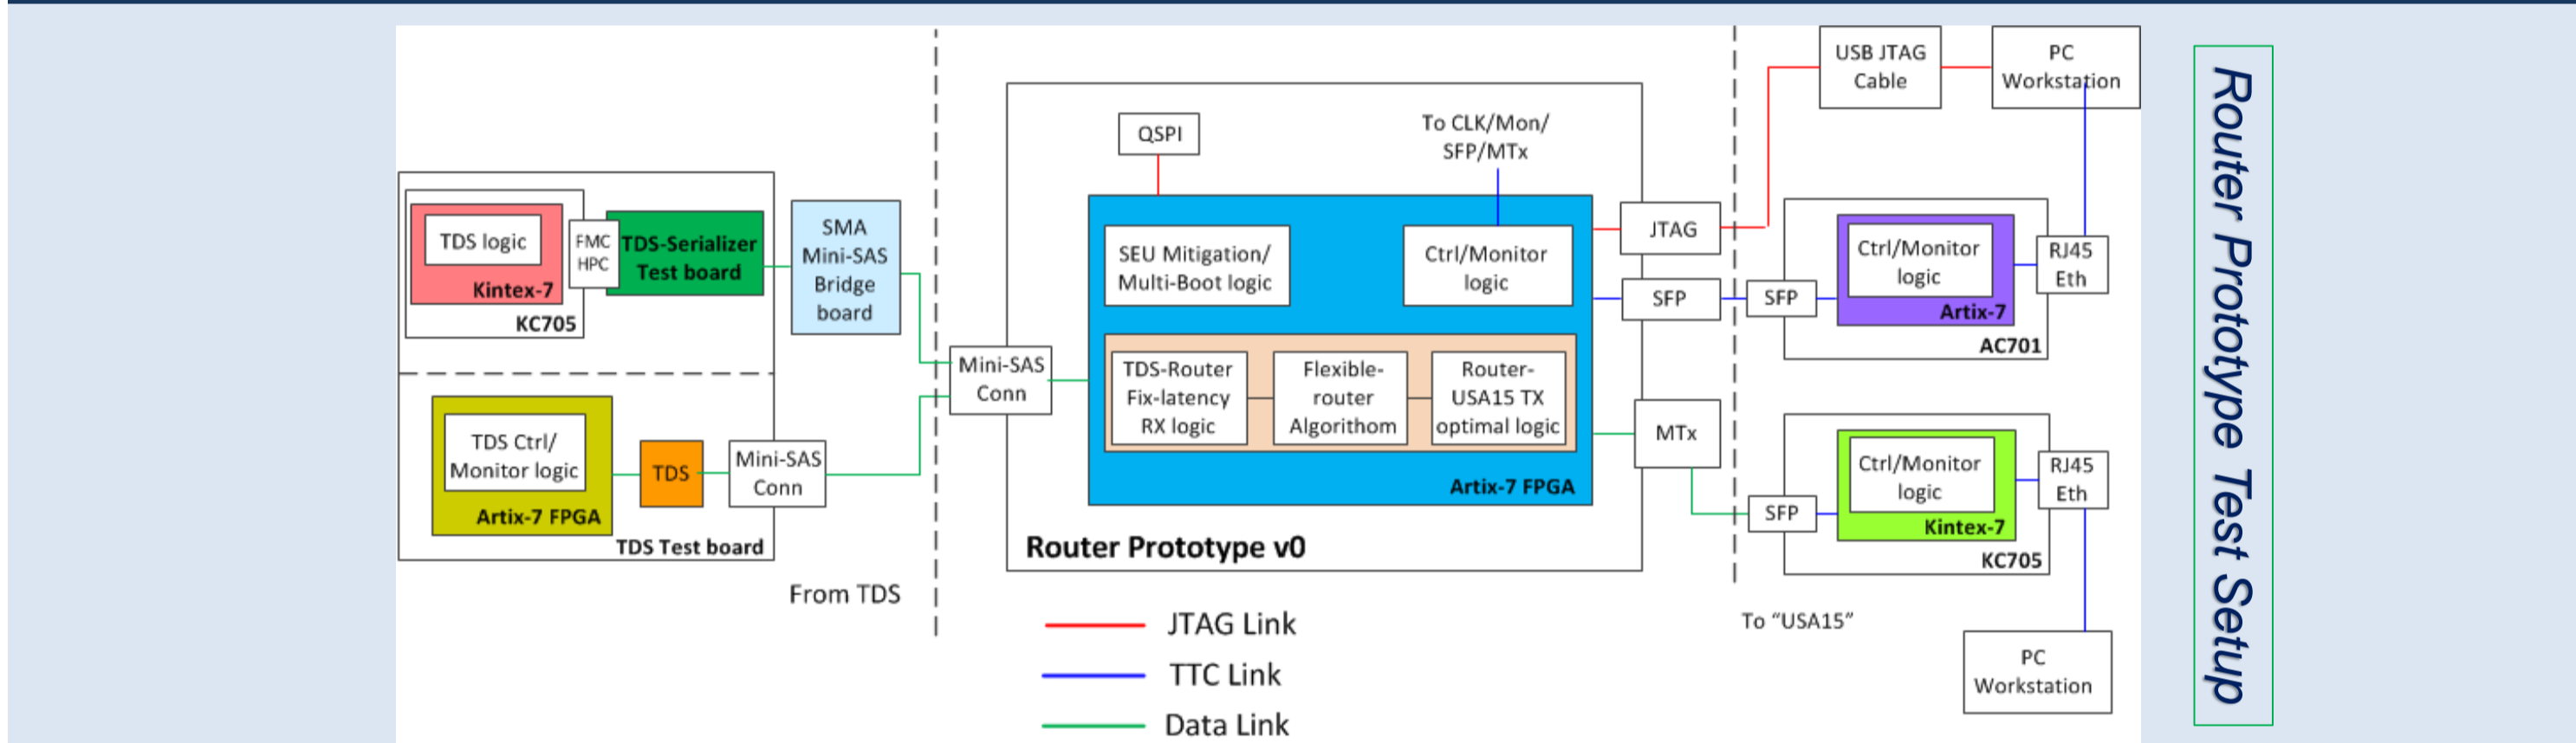 TDS logic
Kintex-7
KC705
FMC
HPC
TDS-Serializer
Test board
SMA
Mini-SAS
Bridge
board
TDS Ctrl/
Monitor logic
Artix-7 FPGA
TDS
Mini-SAS
Conn
TDS Test board
From TDS
Mini-SAS
Conn
QSPI
To CLK/Mon/
SFP/MTx
SEU Mitigation/
Multi-Boot logic
Ctrl/Monitor
logic
TDS-Router
Fix-latency
RX logic
Flexible-
router
Algorithom
Router-
USA15 TX
optimal logic
Artix-7 FPGA
Router Prototype v0
JTAG
SFP
MTx
JTAG Link
TTC Link
Data Link
USB JTAG
Cable
PC
Workstation
SFP
Ctrl/Monitor
logic
Artix-7
AC701
RJ45
Eth
SFP
Ctrl/Monitor
logic
Kintex-7
KC705
RJ45
Eth
To “USA15”
PC
Workstation
Router Prototype Test Setup